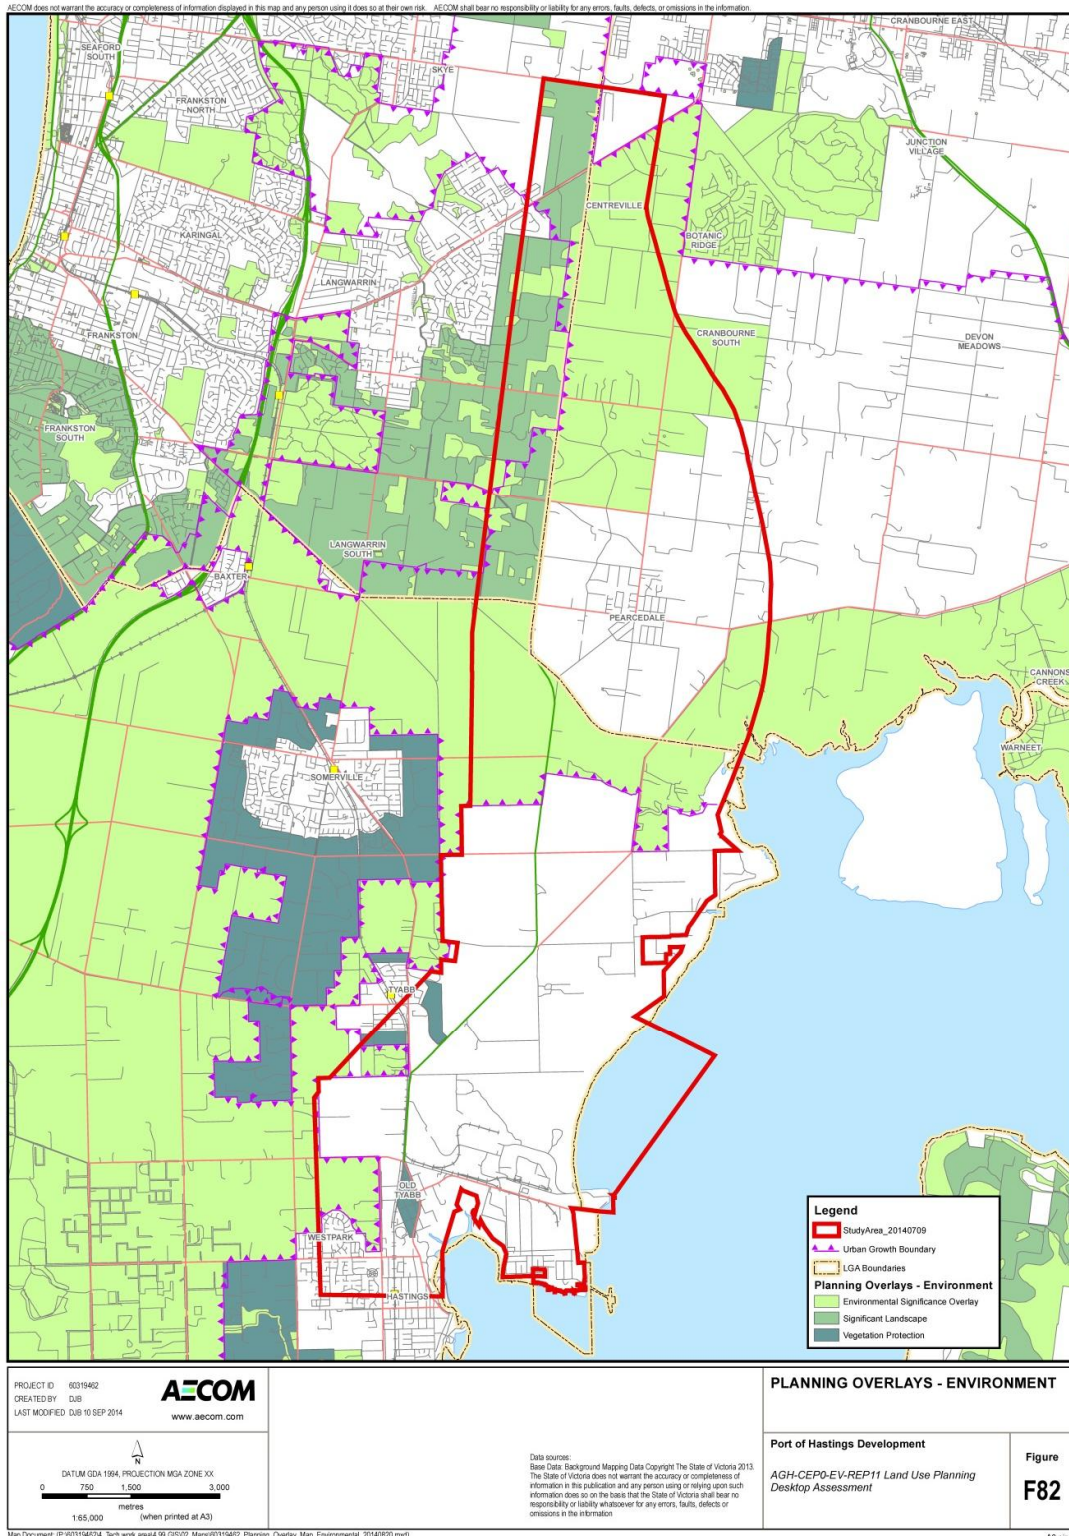 AECOM does not warrant the accuracy or completeness of information displayed in this map and any person using it does so at their own risk. AECOM shall bear no responsibility or liability for any errors, faults, defects, or omissions in the information.
CRANBOURNE EAST
SEAFORD
SOUTH
SKYE
FRANKSTON
NORTH
JUNCTION
VILLAGE
CENTREVILLE
KARINGAL
BOTANIC
RIDGE
LANGWARRIN
FRANKSTON
CRANBOURNE
SOUTH
DEVON
MEADOWS
FRANKSTON
SOUTH
LANGWARRIN
SOUTH
BAXTER
PEARCEDALE
CANNONS
CREEK
WARNEET
SOMERVILLE
TYABB
OLD
TYABB
WESTPARK
HASTINGS
Legend
StudyArea_20140709
Urban Growth Boundary
LGA Boundaries
Planning Overlays - Environment
Environmental Significance Overlay
Significant Landscape
Vegetation Protection
PROJECT ID 60319462
CREATED BY DJB
LAST MODIFIED DJB 10 SEP 2014
AECOM
www.aecom.com
N
DATUM GDA 1994, PROJECTION MGA ZONE XX
0 750 1,500 3,000
metres
1:65,000 (when printed at A3)
Data sources:
Base Data: Background Mapping Data Copyright The State of Victoria 2013.
The State of Victoria does not warrant the accuracy or completeness of
information in this publication and any person using or relying upon such
information does so on the basis that the State of Victoria shall bear no
responsibility or liability whatsoever for any errors, faults, defects or
omissions in the information
PLANNING OVERLAYS - ENVIRONMENT
Port of Hastings Development
AGH-CEP0-EV-REP11 Land Use Planning
Desktop Assessment
Figure
F82